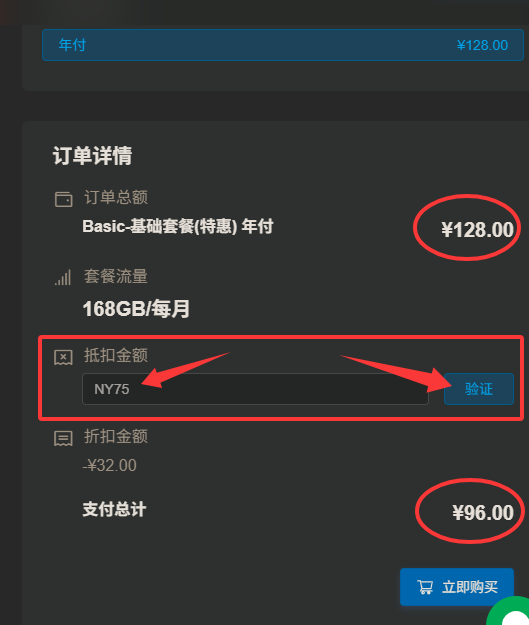 年付 ¥128.00
订单详情
订单总额
Basic-基础套餐(特惠) 年付 ¥128.00
套餐流量
168GB/每月
抵扣金额
NY75 验证
折扣金额
-¥32.00
支付总计 ¥96.00
立即购买